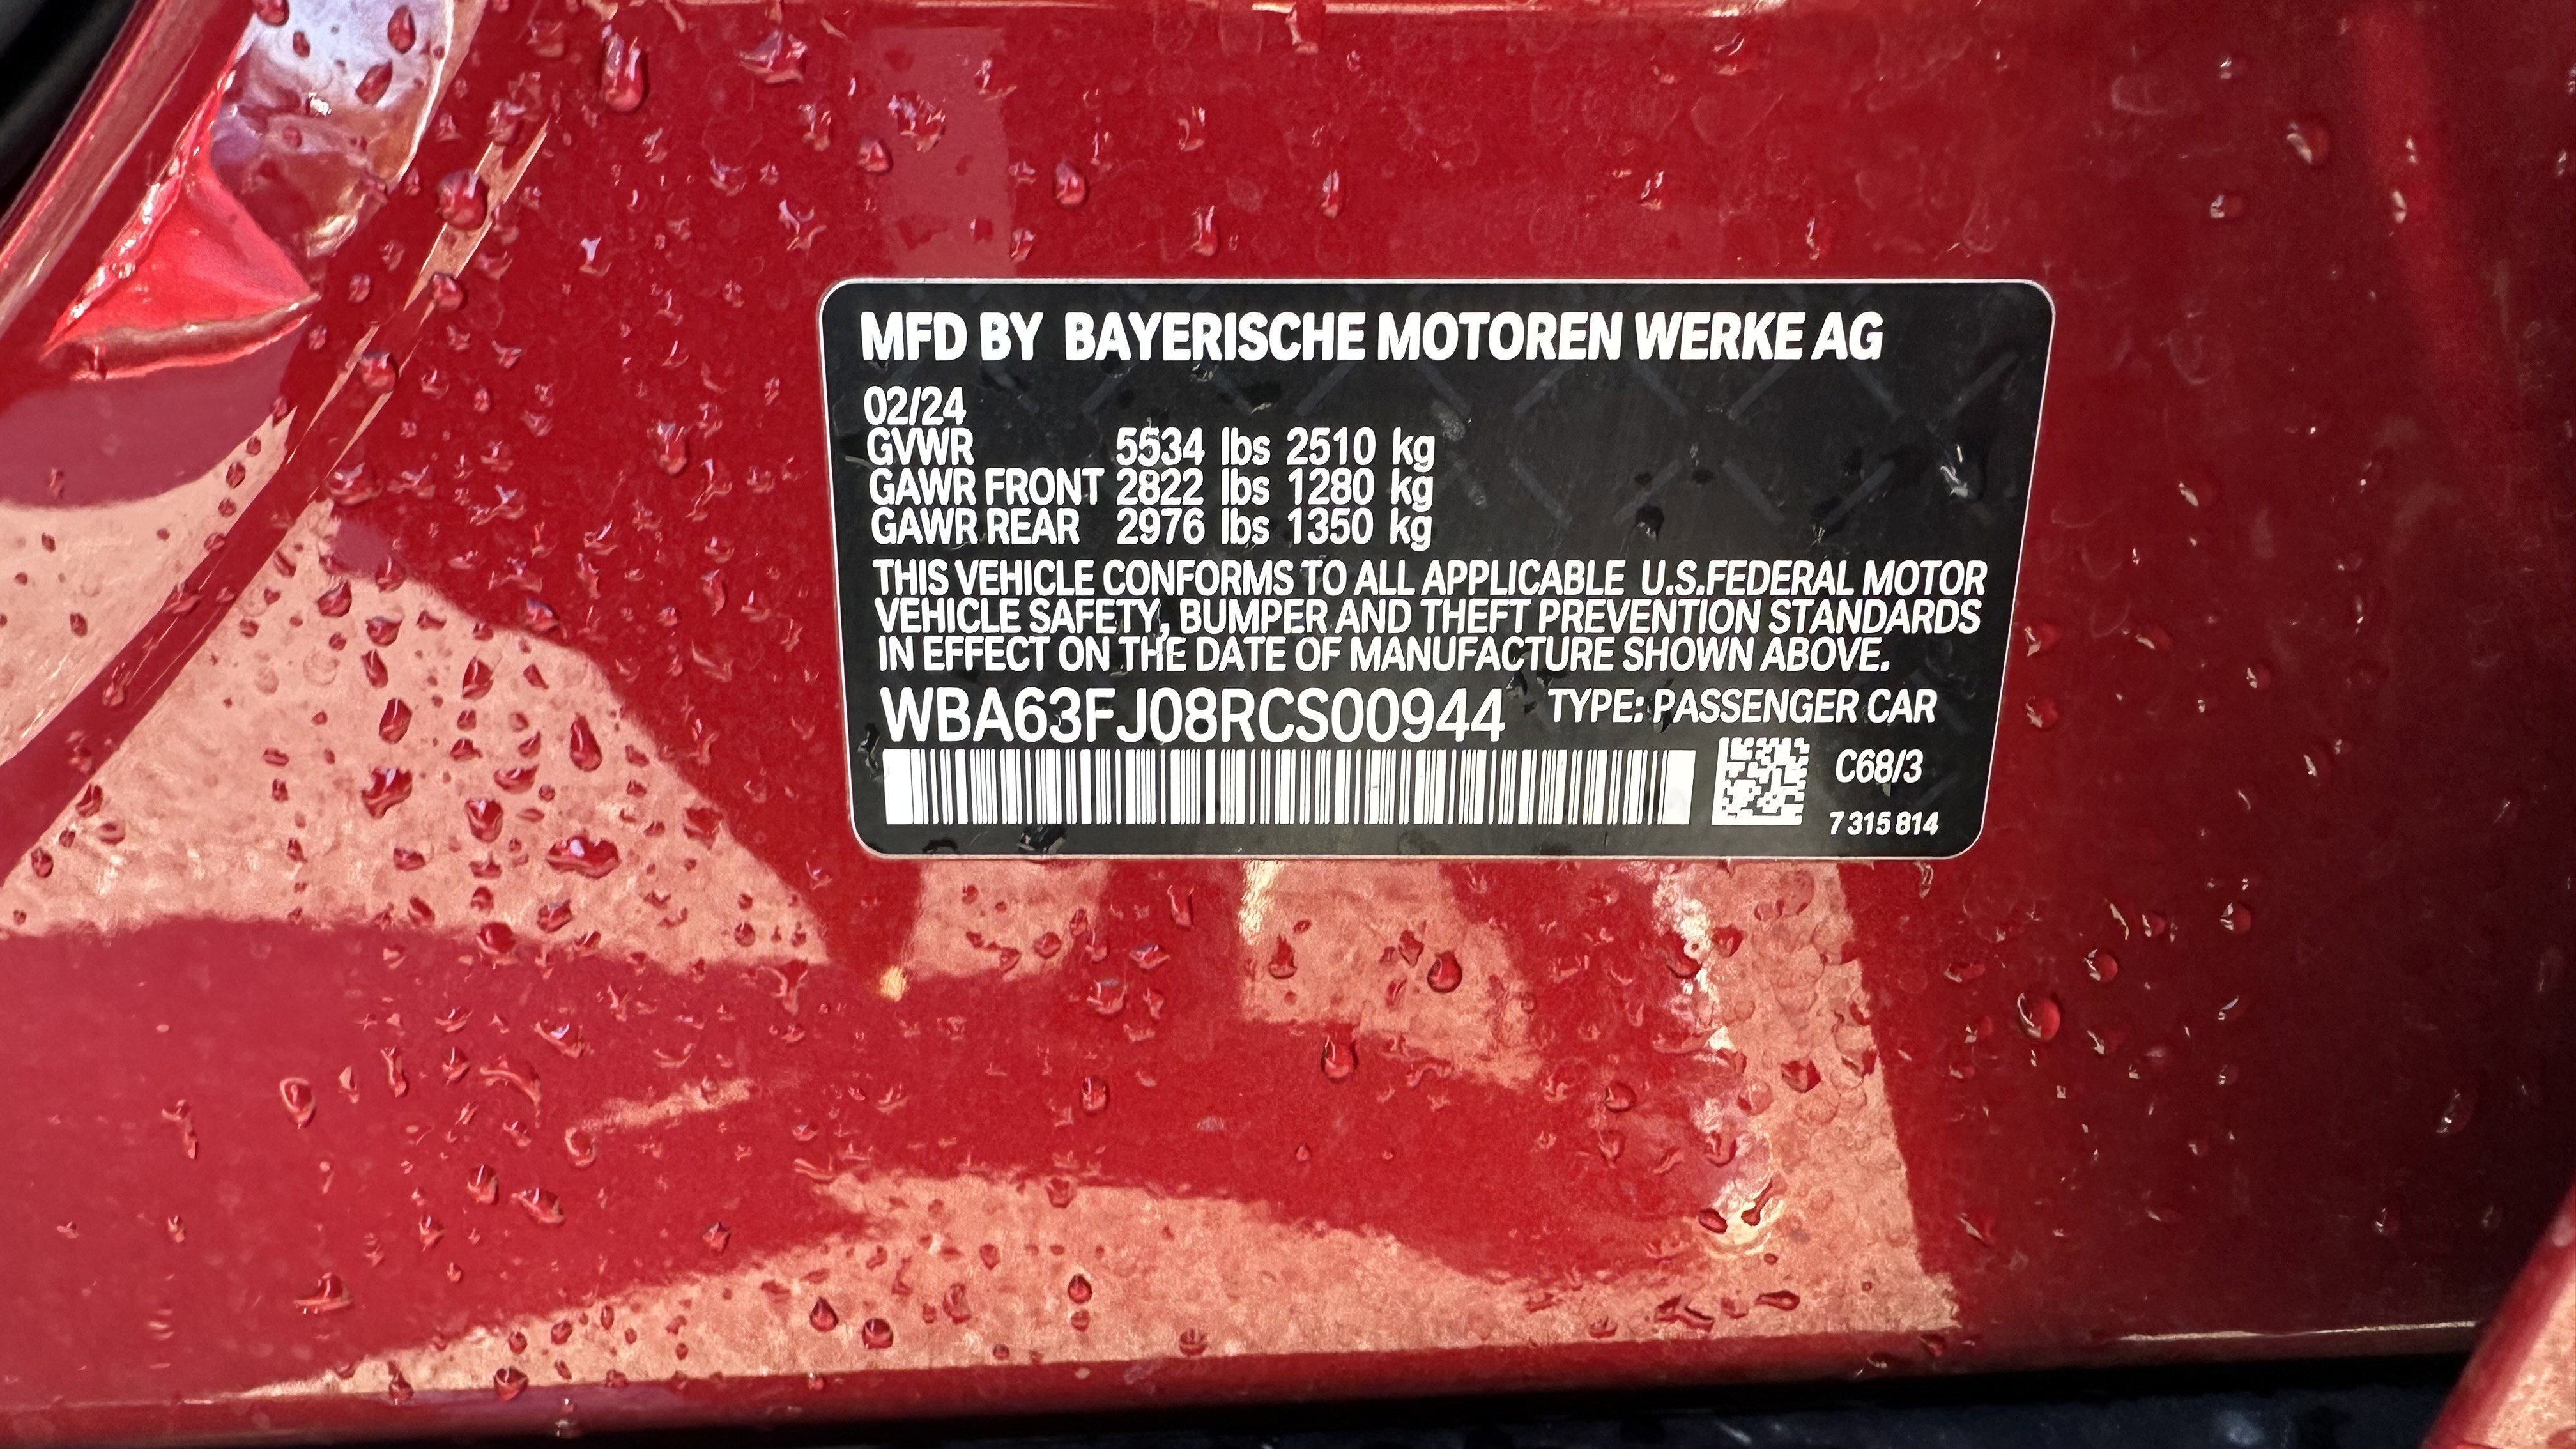 MFD BY BAYERISCHE MOTOREN WERKE AG
02/24
GVWR 5534 lbs 2510 kg
GAWR FRONT 2822 lbs 1280 kg
GAWR REAR 2976 lbs 1350 kg
THIS VEHICLE CONFORMS TO ALL APPLICABLE U.S.FEDERAL MOTOR
VEHICLE SAFETY, BUMPER AND THEFT PREVENTION STANDARDS
IN EFFECT ON THE DATE OF MANUFACTURE SHOWN ABOVE.
WBA63FJ08RCS00944 TYPE: PASSENGER CAR
C68/3
7 315 814